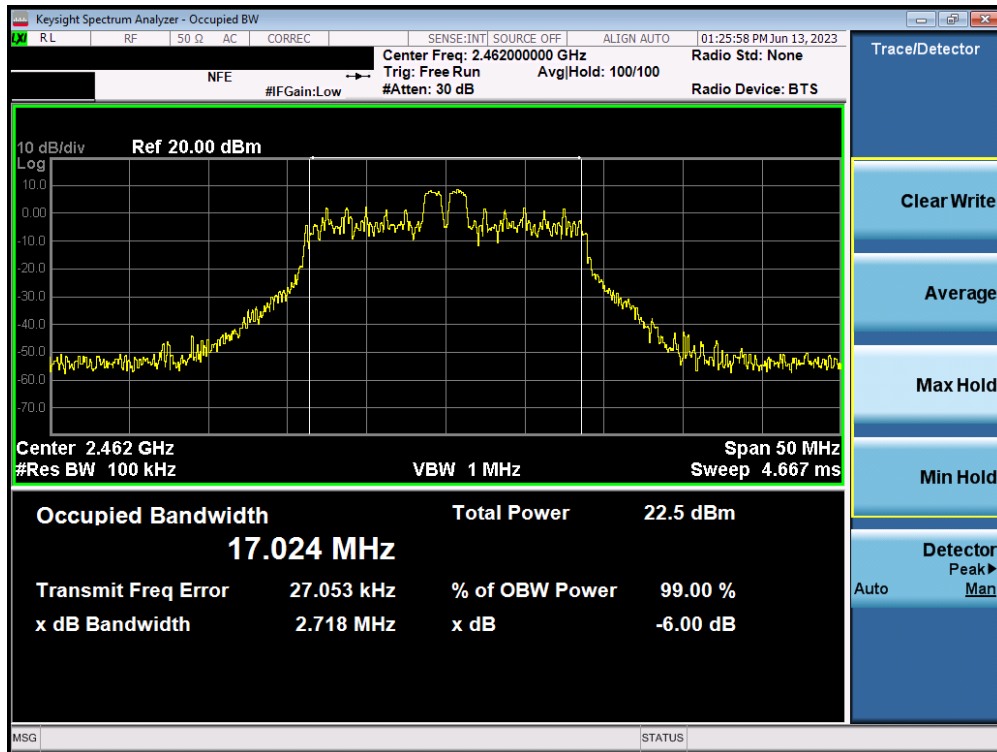 Keysight Spectrum Analyzer - Occupied BW
LXI RL RF 50 Ω AC CORREC SENSE:INT SOURCE OFF ALIGN AUTO 01:25:58 PM Jun 13, 2023
Center Freq: 2.462000000 GHz Radio Std: None
NFE Trig: Free Run Avg|Hold: 100/100
#IFGain:Low #Atten: 30 dB Radio Device: BTS
10 dB/div Ref 20.00 dBm
Log
10.0
0.00
-10.0
-20.0
-30.0
-40.0
-50.0
-60.0
-70.0
Center 2.462 GHz Span 50 MHz
#Res BW 100 kHz VBW 1 MHz Sweep 4.667 ms
Occupied Bandwidth Total Power 22.5 dBm
17.024 MHz
Transmit Freq Error 27.053 kHz % of OBW Power 99.00 %
x dB Bandwidth 2.718 MHz x dB -6.00 dB
MSG STATUS
Trace/Detector
Clear Write
Average
Max Hold
Min Hold
Detector
Peak▶
Auto Man